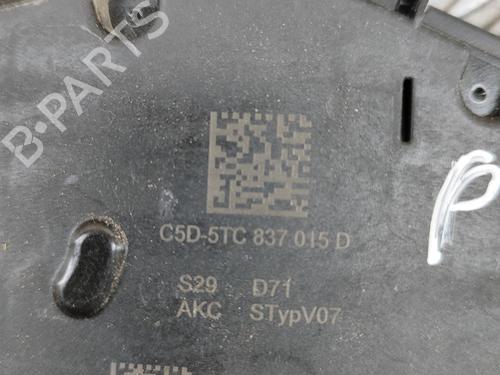 B-PARTS
C5D-5TC 837 015 D
S29 D71
AKC STypV07
P